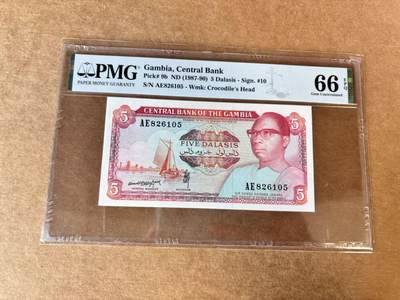 PMG
PAPER MONEY GUARANTY
Gambia, Central Bank
Pick# 9b ND (1987-90) 5 Dalasis - Sign. #10
S/N AE826105 - Wmk: Crocodile's Head
66 EPQ
Gem Uncirculated
CENTRAL BANK OF THE GAMBIA
5
5
AE826105
FIVE DALASIS
AE826105
5
5